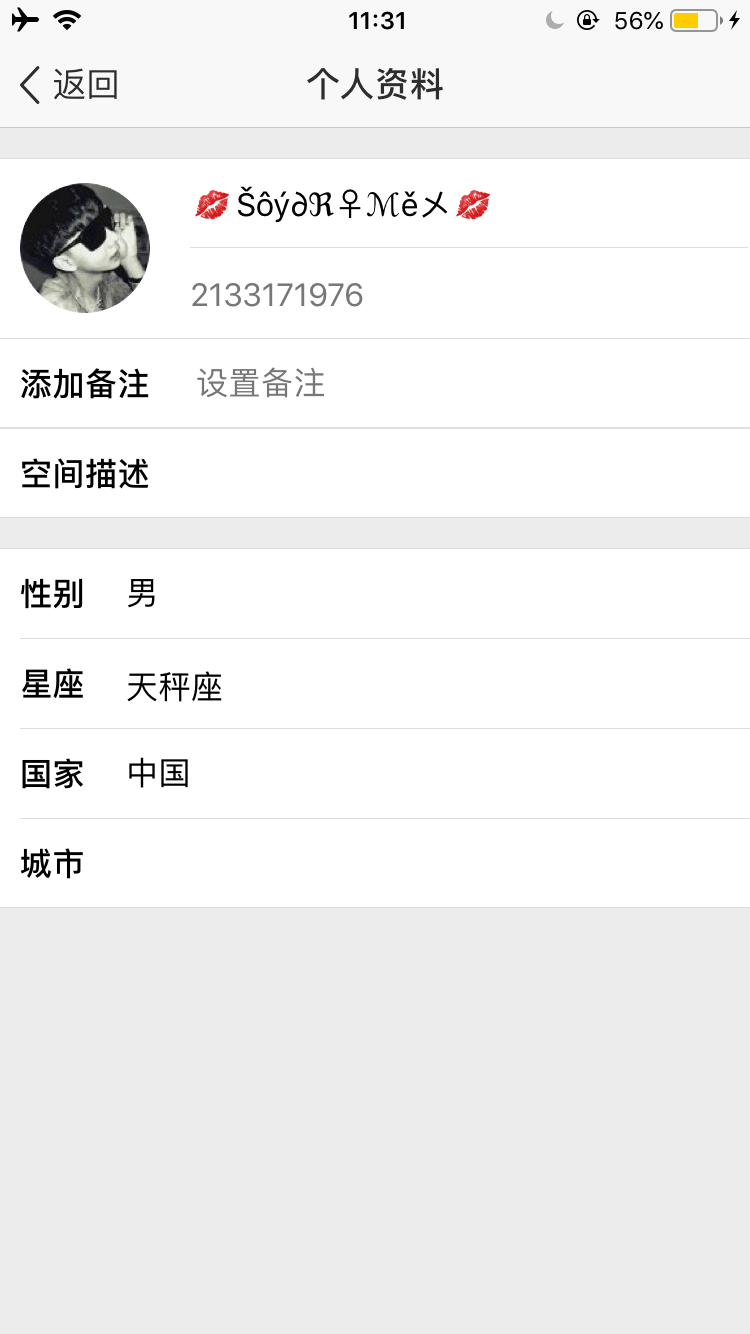 11:31
56%
返回
个人资料
💋Šôý∂ℜ♀ℳěメ💋
2133171976
添加备注 设置备注
空间描述
性别 男
星座 天秤座
国家 中国
城市